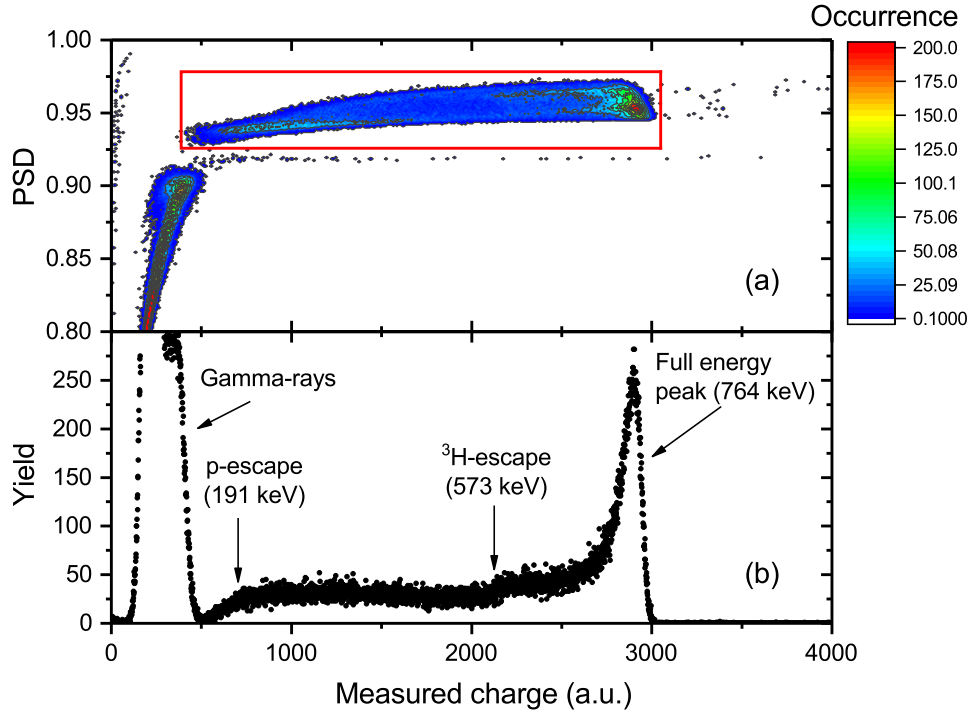 Occurrence
1.00
0.95
0.90
0.85
0.80
PSD
(a)
200.0
175.0
150.0
125.0
100.1
75.06
50.08
25.09
0.1000
250
200
150
100
50
0
Yield
Gamma-rays
p-escape
(191 keV)
³H-escape
(573 keV)
Full energy
peak (764 keV)
(b)
0 1000 2000 3000 4000
Measured charge (a.u.)